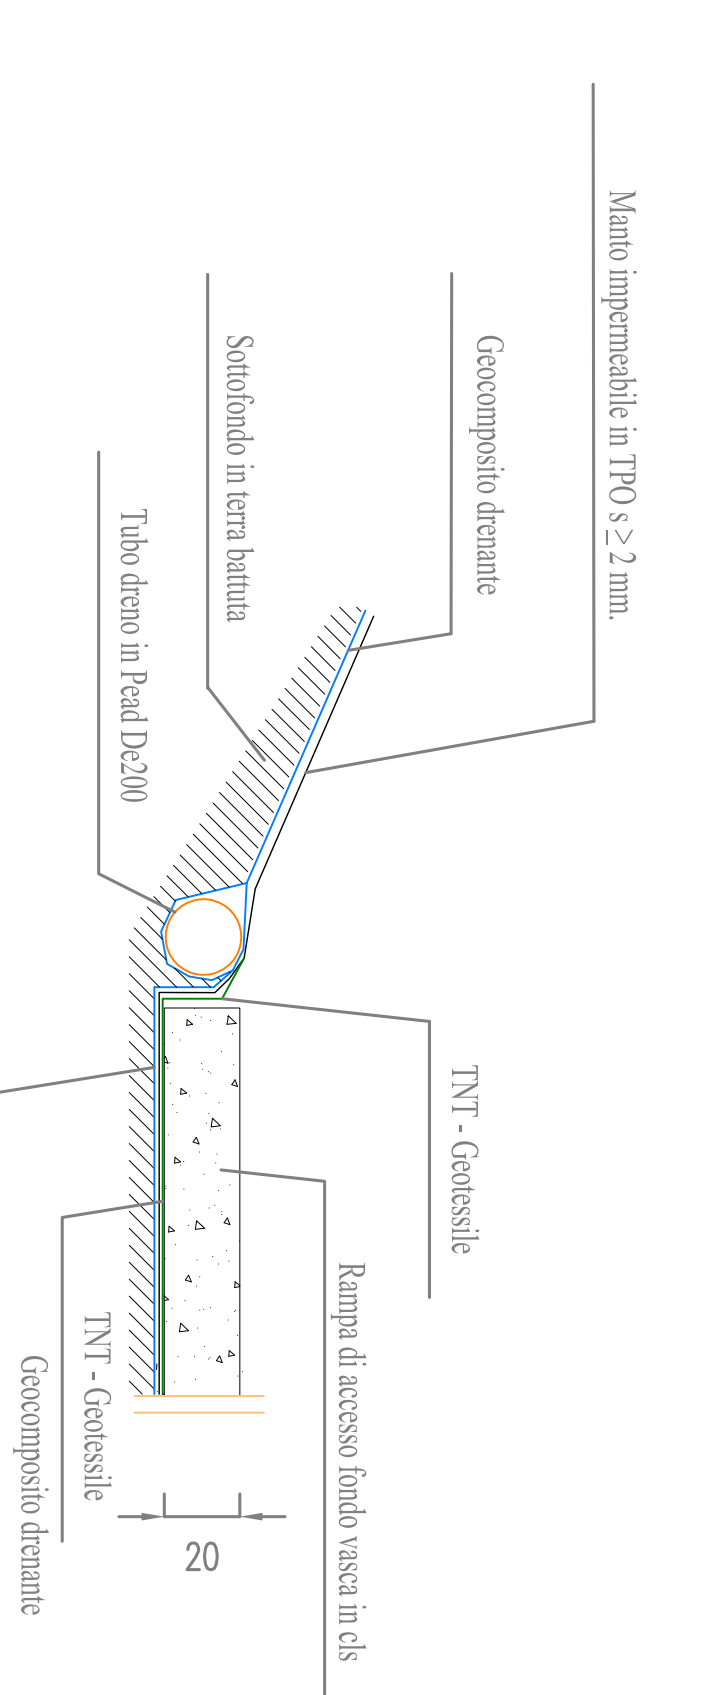 Manto impermeabile in TPO s ≥ 2 mm.
Geocomposito drenante
Sottofondo in terra battuta
Tubo dreno in Pead De200
TNT - Geotessile
Rampa di accesso fondo vasca in cls
20
TNT - Geotessile
Geocomposito drenante